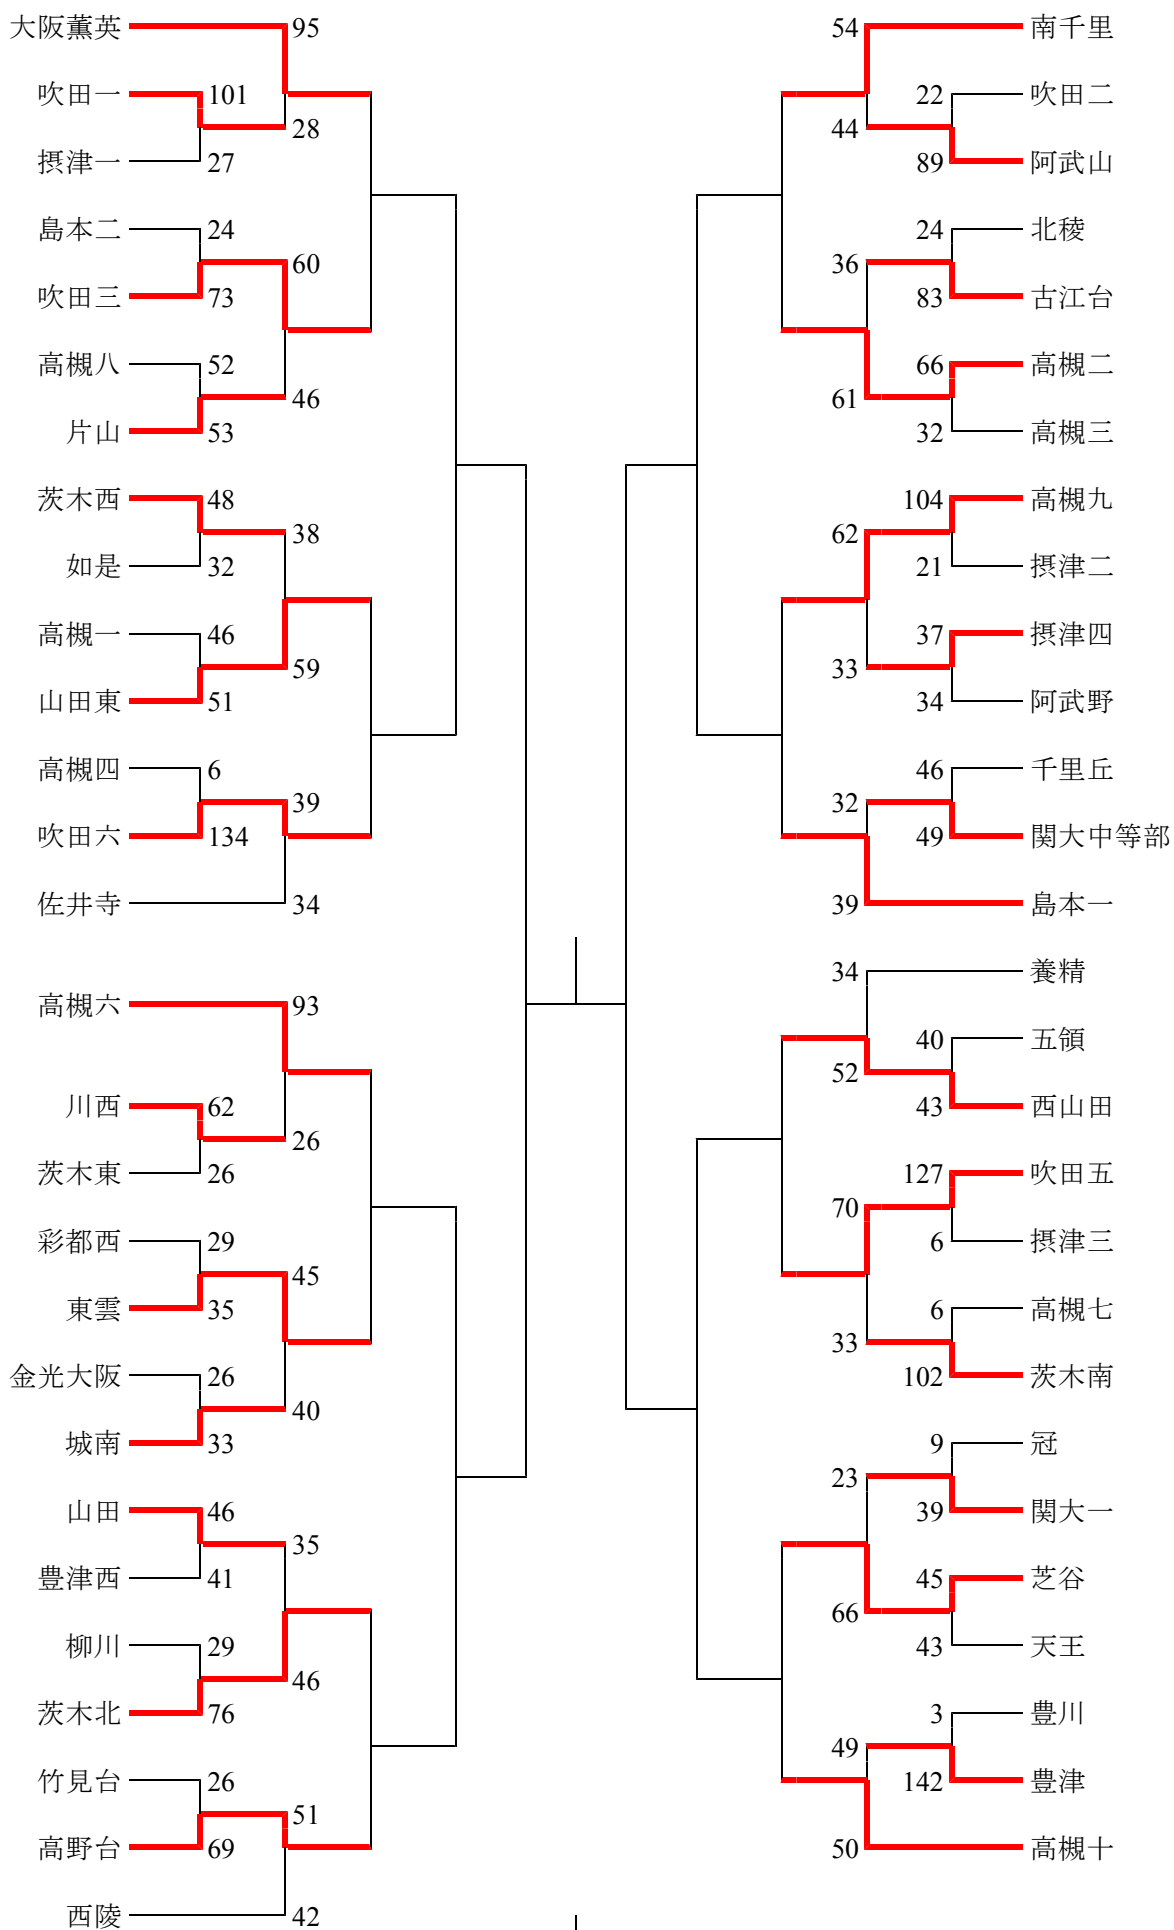 大阪薫英 95 54 南千里
吹田一 101 22 吹田二
28 44
摂津一 27 89 阿武山
島本二 24 24 北稜
60 36
吹田三 73 83 古江台
高槻八 52 66 高槻二
46 61
片山 53 32 高槻三
茨木西 48 104 高槻九
38 62
如是 32 21 摂津二
高槻一 46 37 摂津四
59 33
山田東 51 34 阿武野
高槻四 6 46 千里丘
39 32
吹田六 134 49 関大中等部
佐井寺 34 39 島本一
34 養精
高槻六 93
40 五領
52
川西 62 43 西山田
26
茨木東 26 127 吹田五
70
彩都西 29 6 摂津三
45
東雲 35 6 高槻七
33
金光大阪 26 102 茨木南
40
城南 33 9 冠
23
山田 46 39 関大一
35
豊津西 41 45 芝谷
66
柳川 29 43 天王
46
茨木北 76 3 豊川
49
竹見台 26 142 豊津
51
高野台 69 50 高槻十
西陵 42